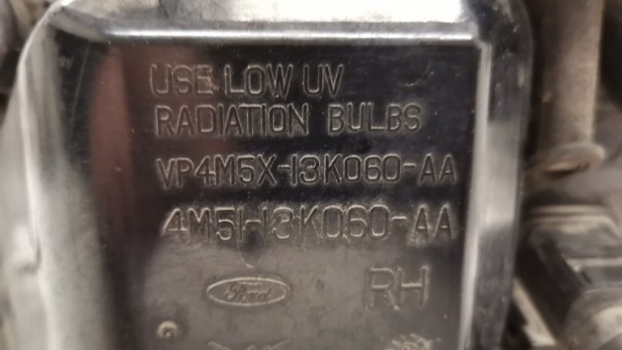 USE LOW UV
RADIATION BULBS
VP4M5X-13K060-AA
4M51-13K060-AA
Ford
RH